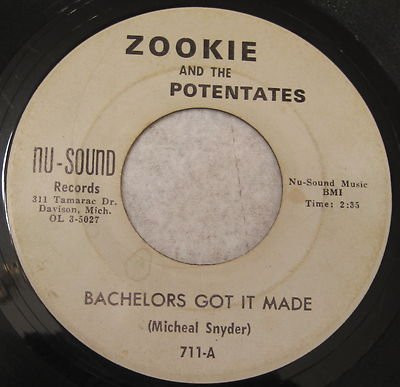 ZOOKIE
AND THE
POTENTATES
nu-SOUND
Records
311 Tamarac Dr.
Davison, Mich.
OL 3-5027
Nu-Sound Music
BMI
Time: 2:35
BACHELORS GOT IT MADE
(Micheal Snyder)
711-A